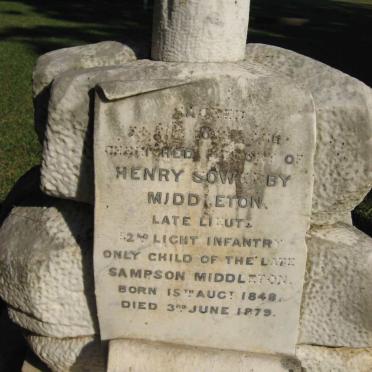 OF
HENRY SOWERBY
MIDDLETON.
LATE LIEUT.
52ND LIGHT INFANTRY
ONLY CHILD OF THE LATE
SAMPSON MIDDLETON.
BORN 15TH AUGT 1848.
DIED 3RD JUNE 1879.